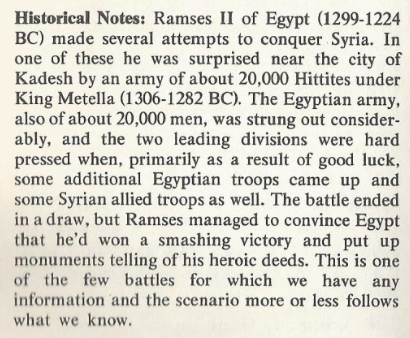 Historical Notes: Ramses II of Egypt (1299-1224
BC) made several attempts to conquer Syria. In
one of these he was surprised near the city of
Kadesh by an army of about 20,000 Hittites under
King Metella (1306-1282 BC). The Egyptian army,
also of about 20,000 men, was strung out consider-
ably, and the two leading divisions were hard
pressed when, primarily as a result of good luck,
some additional Egyptian troops came up and
some Syrian allied troops as well. The battle ended
in a draw, but Ramses managed to convince Egypt
that he'd won a smashing victory and put up
monuments telling of his heroic deeds. This is one
of the few battles for which we have any
information and the scenario more or less follows
what we know.